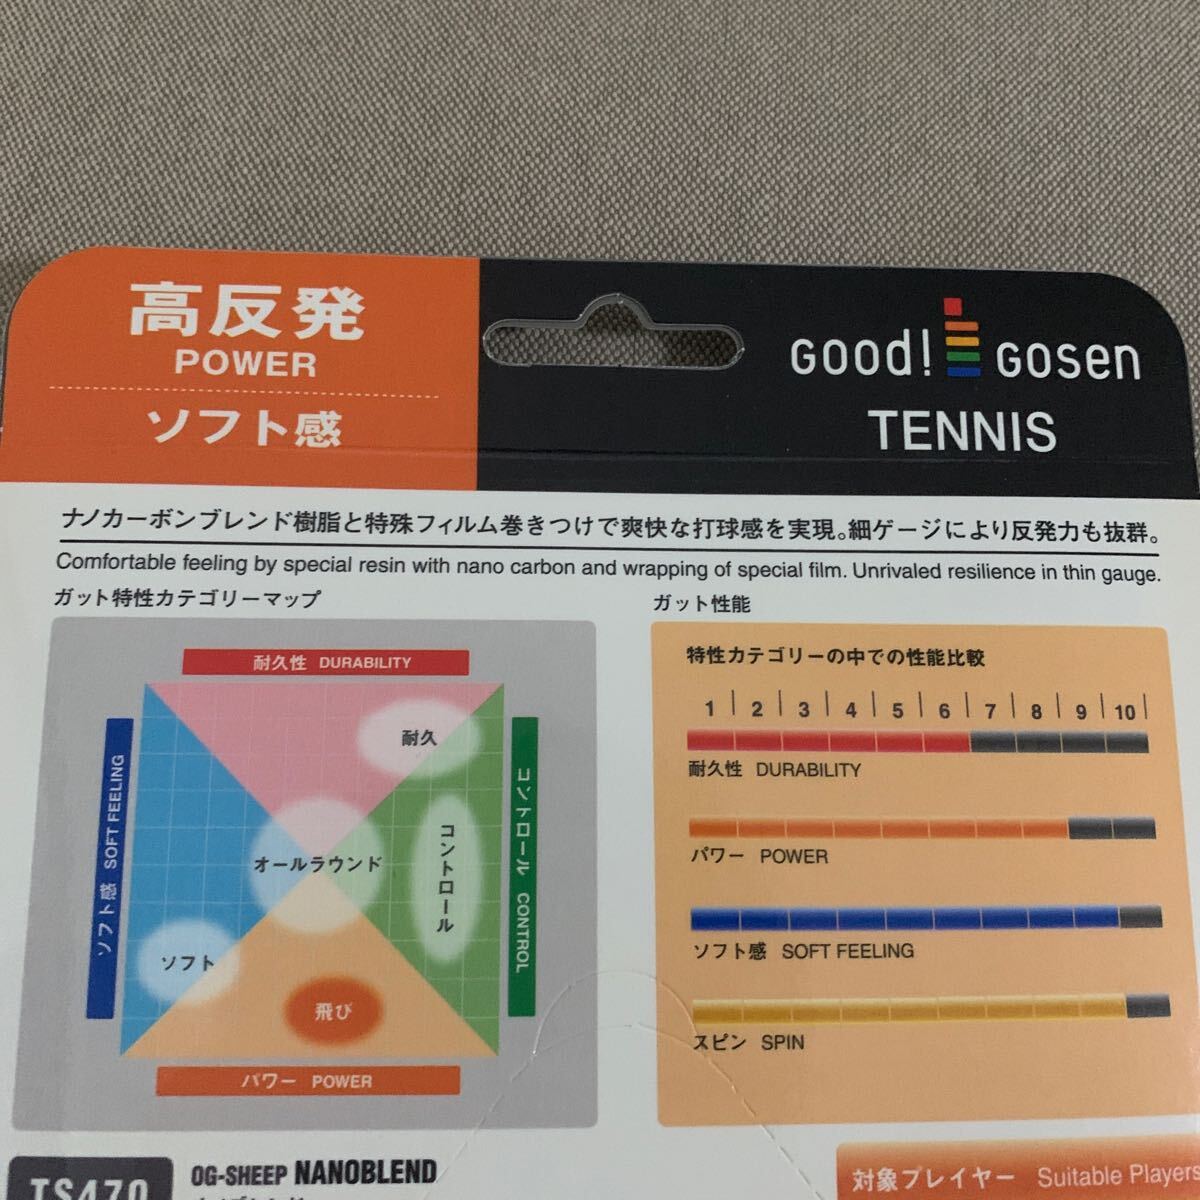 高反発
POWER
ソフト感
GOOD! GOSEN
TENNIS
ナノカーボンブレンド樹脂と特殊フィルム巻きつけで爽快な打球感を実現。細ゲージにより反発力も抜群。
Comfortable feeling by special resin with nano carbon and wrapping of special film. Unrivaled resilience in thin gauge.
ガット特性カテゴリーマップ
耐久性 DURABILITY
ソフト感 SOFT FEELING
コントロール CONTROL
耐久
オールラウンド
コントロール
ソフト
飛び
パワー POWER
ガット性能
特性カテゴリーの中での性能比較
1 2 3 4 5 6 7 8 9 10
耐久性 DURABILITY
パワー POWER
ソフト感 SOFT FEELING
スピン SPIN
TS470
OG-SHEEP NANOBLEND
対象プレイヤー Suitable Players